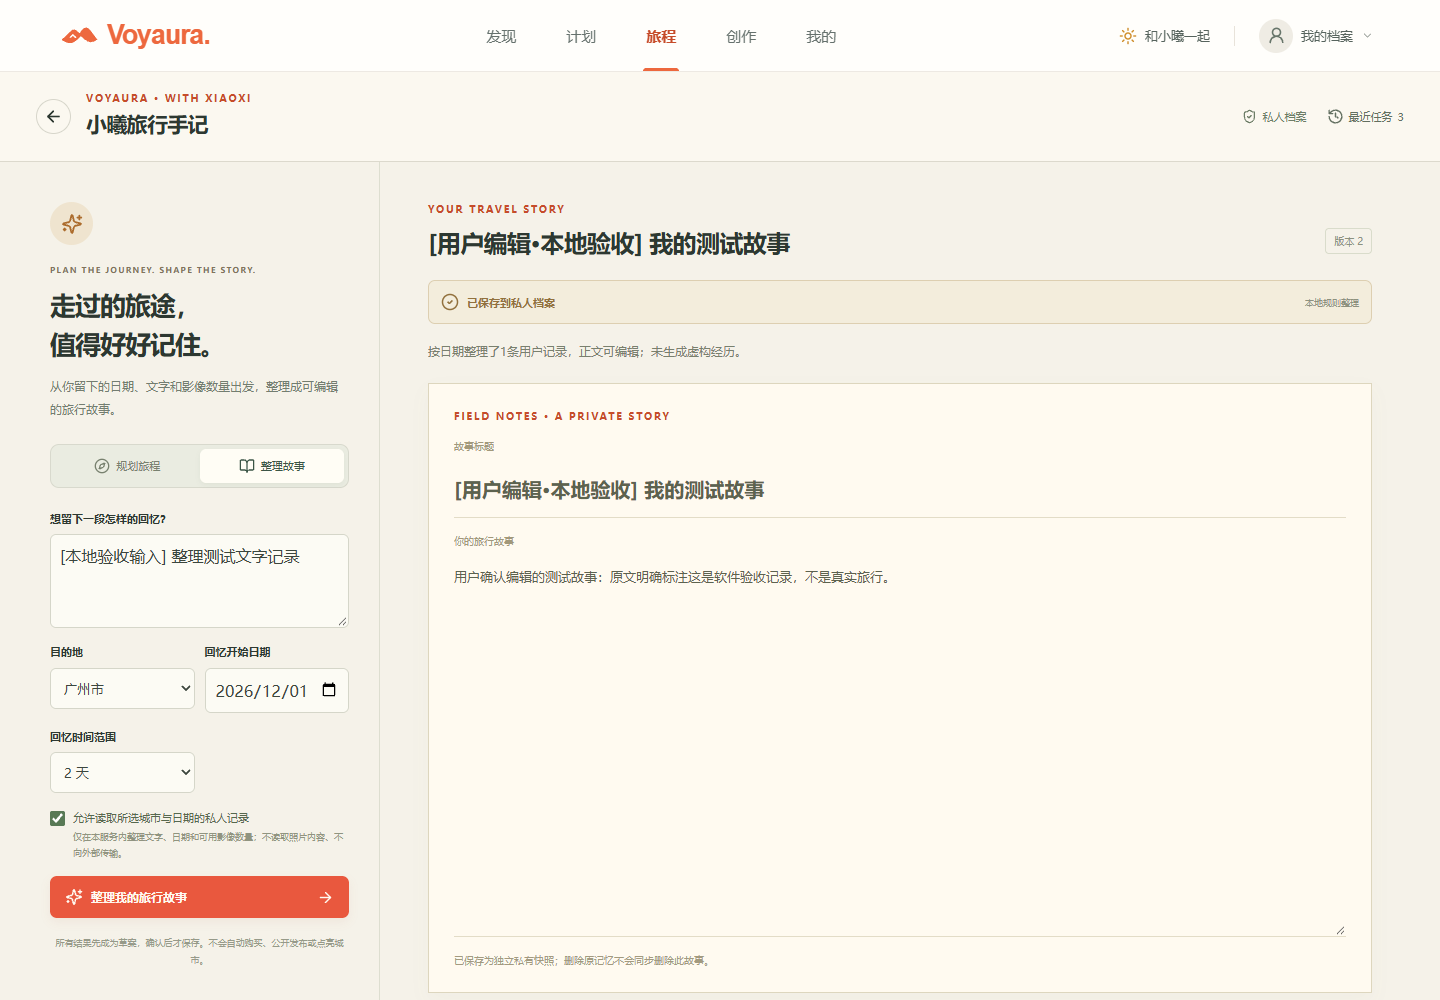 Voyaura.
发现
计划
旅程
创作
我的
和小曦一起
我的档案
VOYAURA • WITH XIAOXI
小曦旅行手记
私人档案
最近任务 3
PLAN THE JOURNEY. SHAPE THE STORY.
走过的旅途，
值得好好记住。
从你留下的日期、文字和影像数量出发，整理成可编辑
的旅行故事。
规划旅程
整理故事
想留下一段怎样的回忆？
[本地验收输入] 整理测试文字记录
目的地
回忆开始日期
广州市
2026/12/01
回忆时间范围
2 天
允许读取所选城市与日期的私人记录
仅在本服务内整理文字、日期和可用影像数量；不读取照片内容、不
向外部传输。
整理我的旅行故事
所有结果先成为草案，确认后才保存。不会自动购买、公开发布或点亮城
市。
YOUR TRAVEL STORY
[用户编辑•本地验收] 我的测试故事
版本 2
已保存到私人档案
本地规则整理
按日期整理了1条用户记录，正文可编辑；未生成虚构经历。
FIELD NOTES • A PRIVATE STORY
故事标题
[用户编辑•本地验收] 我的测试故事
你的旅行故事
用户确认编辑的测试故事：原文明确标注这是软件验收记录，不是真实旅行。
已保存为独立私有快照；删除原记忆不会同步删除此故事。